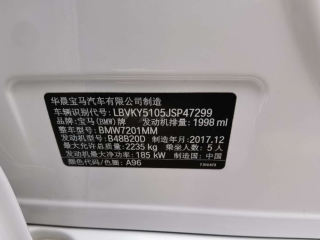 华晨宝马汽车有限公司制造
车辆识别代号: LBVKY5105JSP47299
品牌: 宝马(BMW)牌 发动机排量: 1998 ml
整车型号: BMW7201MM
发动机型号: B48B20D 制造年月: 2017.12
最大允许总质量: 2235 kg 乘坐人数: 5 人
发动机最大净功率: 185 kW 制造国: 中国
颜色代码/色圈: A96